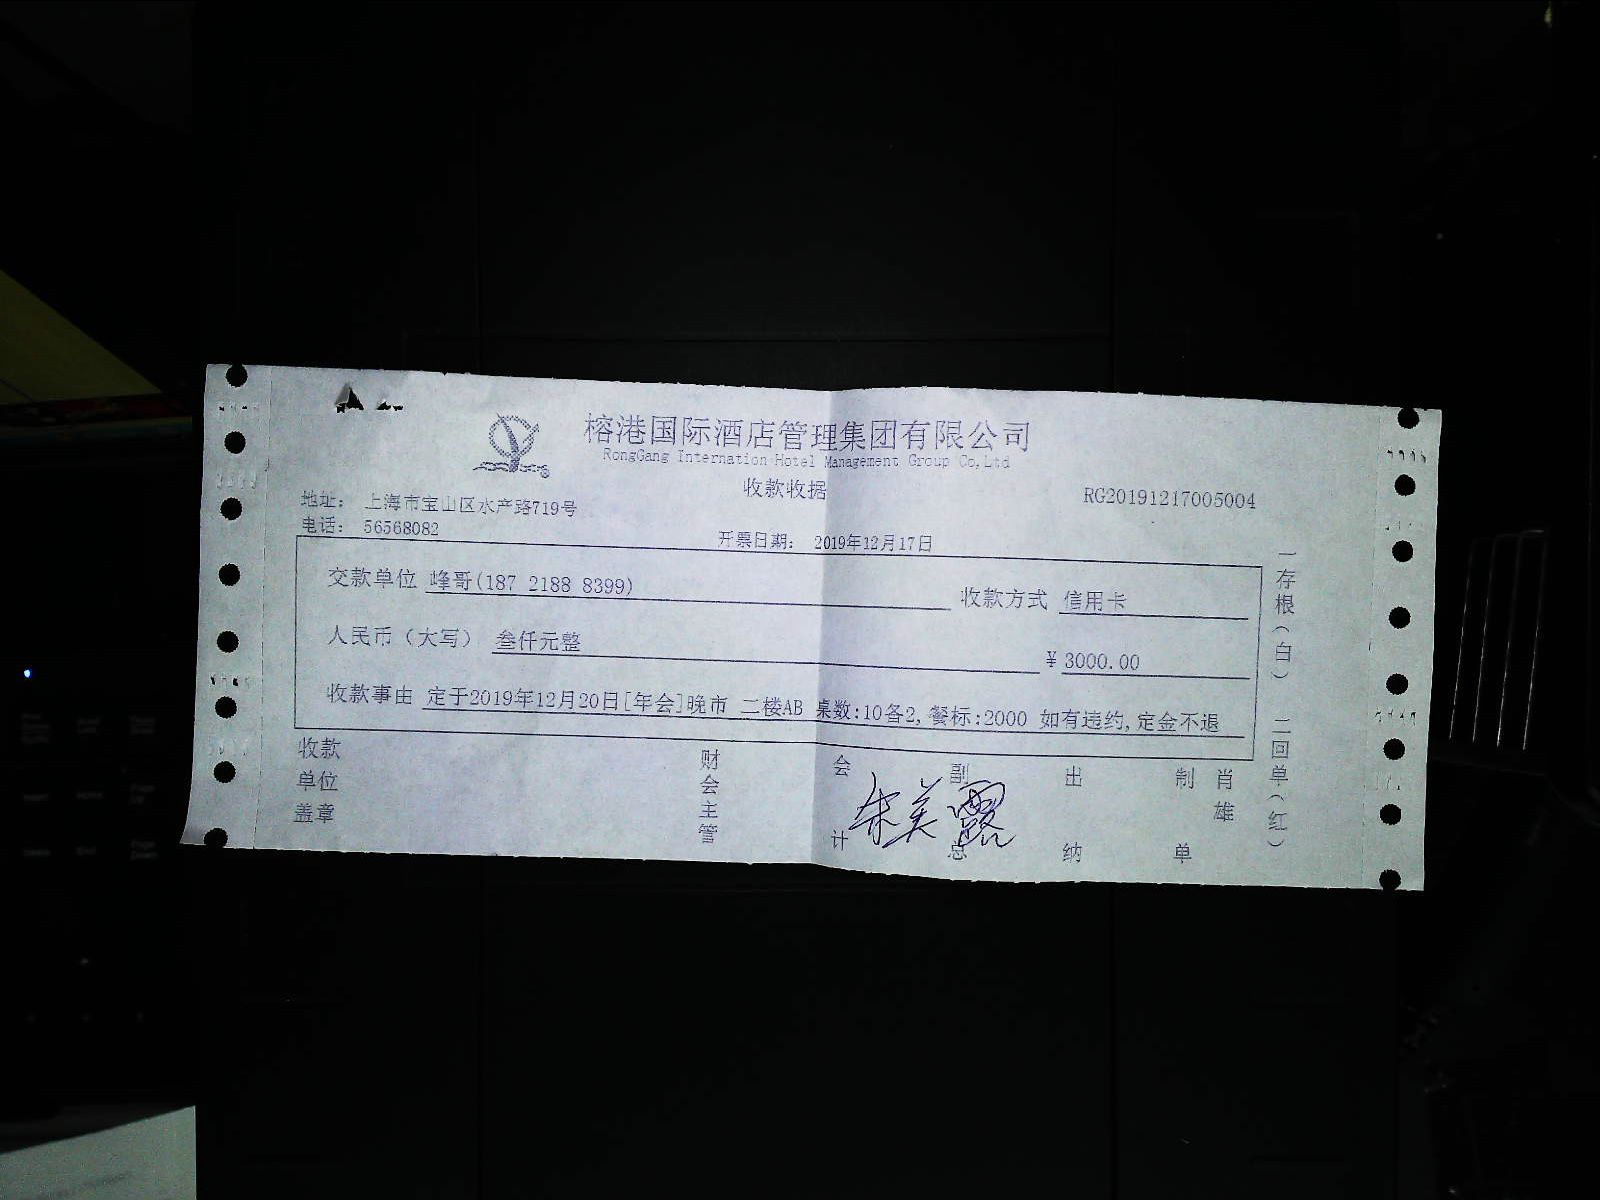 榕港国际酒店管理集团有限公司
RongGang Internation Hotel Management Group Co,Ltd
收款收据
RG20191217005004
地址： 上海市宝山区水产路719号
电话： 56568082
开票日期： 2019年12月17日
交款单位 峰哥(187 2188 8399) 收款方式 信用卡
人民币（大写） 叁仟元整 ¥ 3000.00
收款事由 定于2019年12月20日[年会]晚市 二楼AB 桌数:10备2,餐标:2000 如有违约,定金不退
收款单位盖章
财会主管
会计
副总
朱美露
出纳
制单
肖雄
一存根（白） 二回单（红）